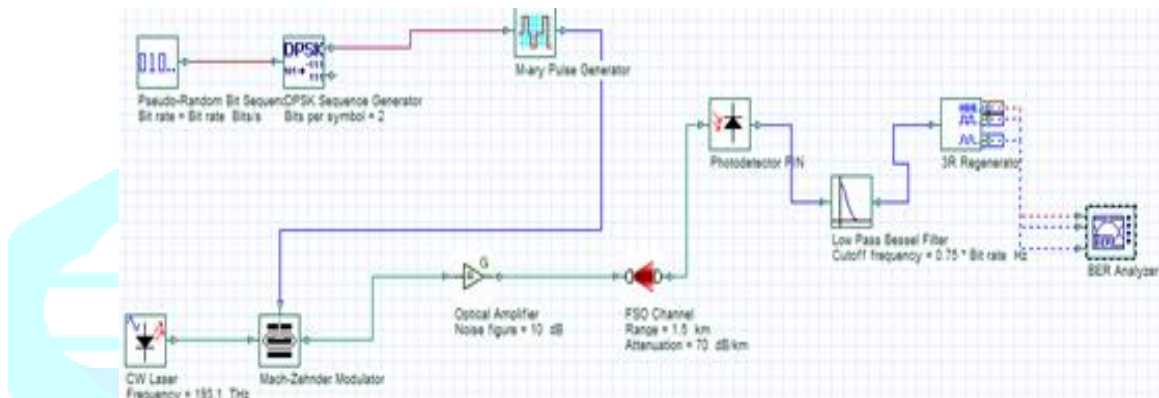 010..
DPSK
M-ary Pulse Generator
Pseudo-Random Bit Sequenc
DPSK Sequence Generator
Bit rate = Bit rate Bits/s
Bits per symbol = 2
Photodetector PIN
3R Regenerator
Low Pass Bessel Filter
Cutoff frequency = 0.75 * Bit rate Hz
BER Analyzer
G
Optical Amplifier
Noise figure = 10 dB
FSO Channel
Range = 1.5 km
Attenuation = 70 dB/km
CW Laser
Frequency = 193.1 THz
Mach-Zehnder Modulator